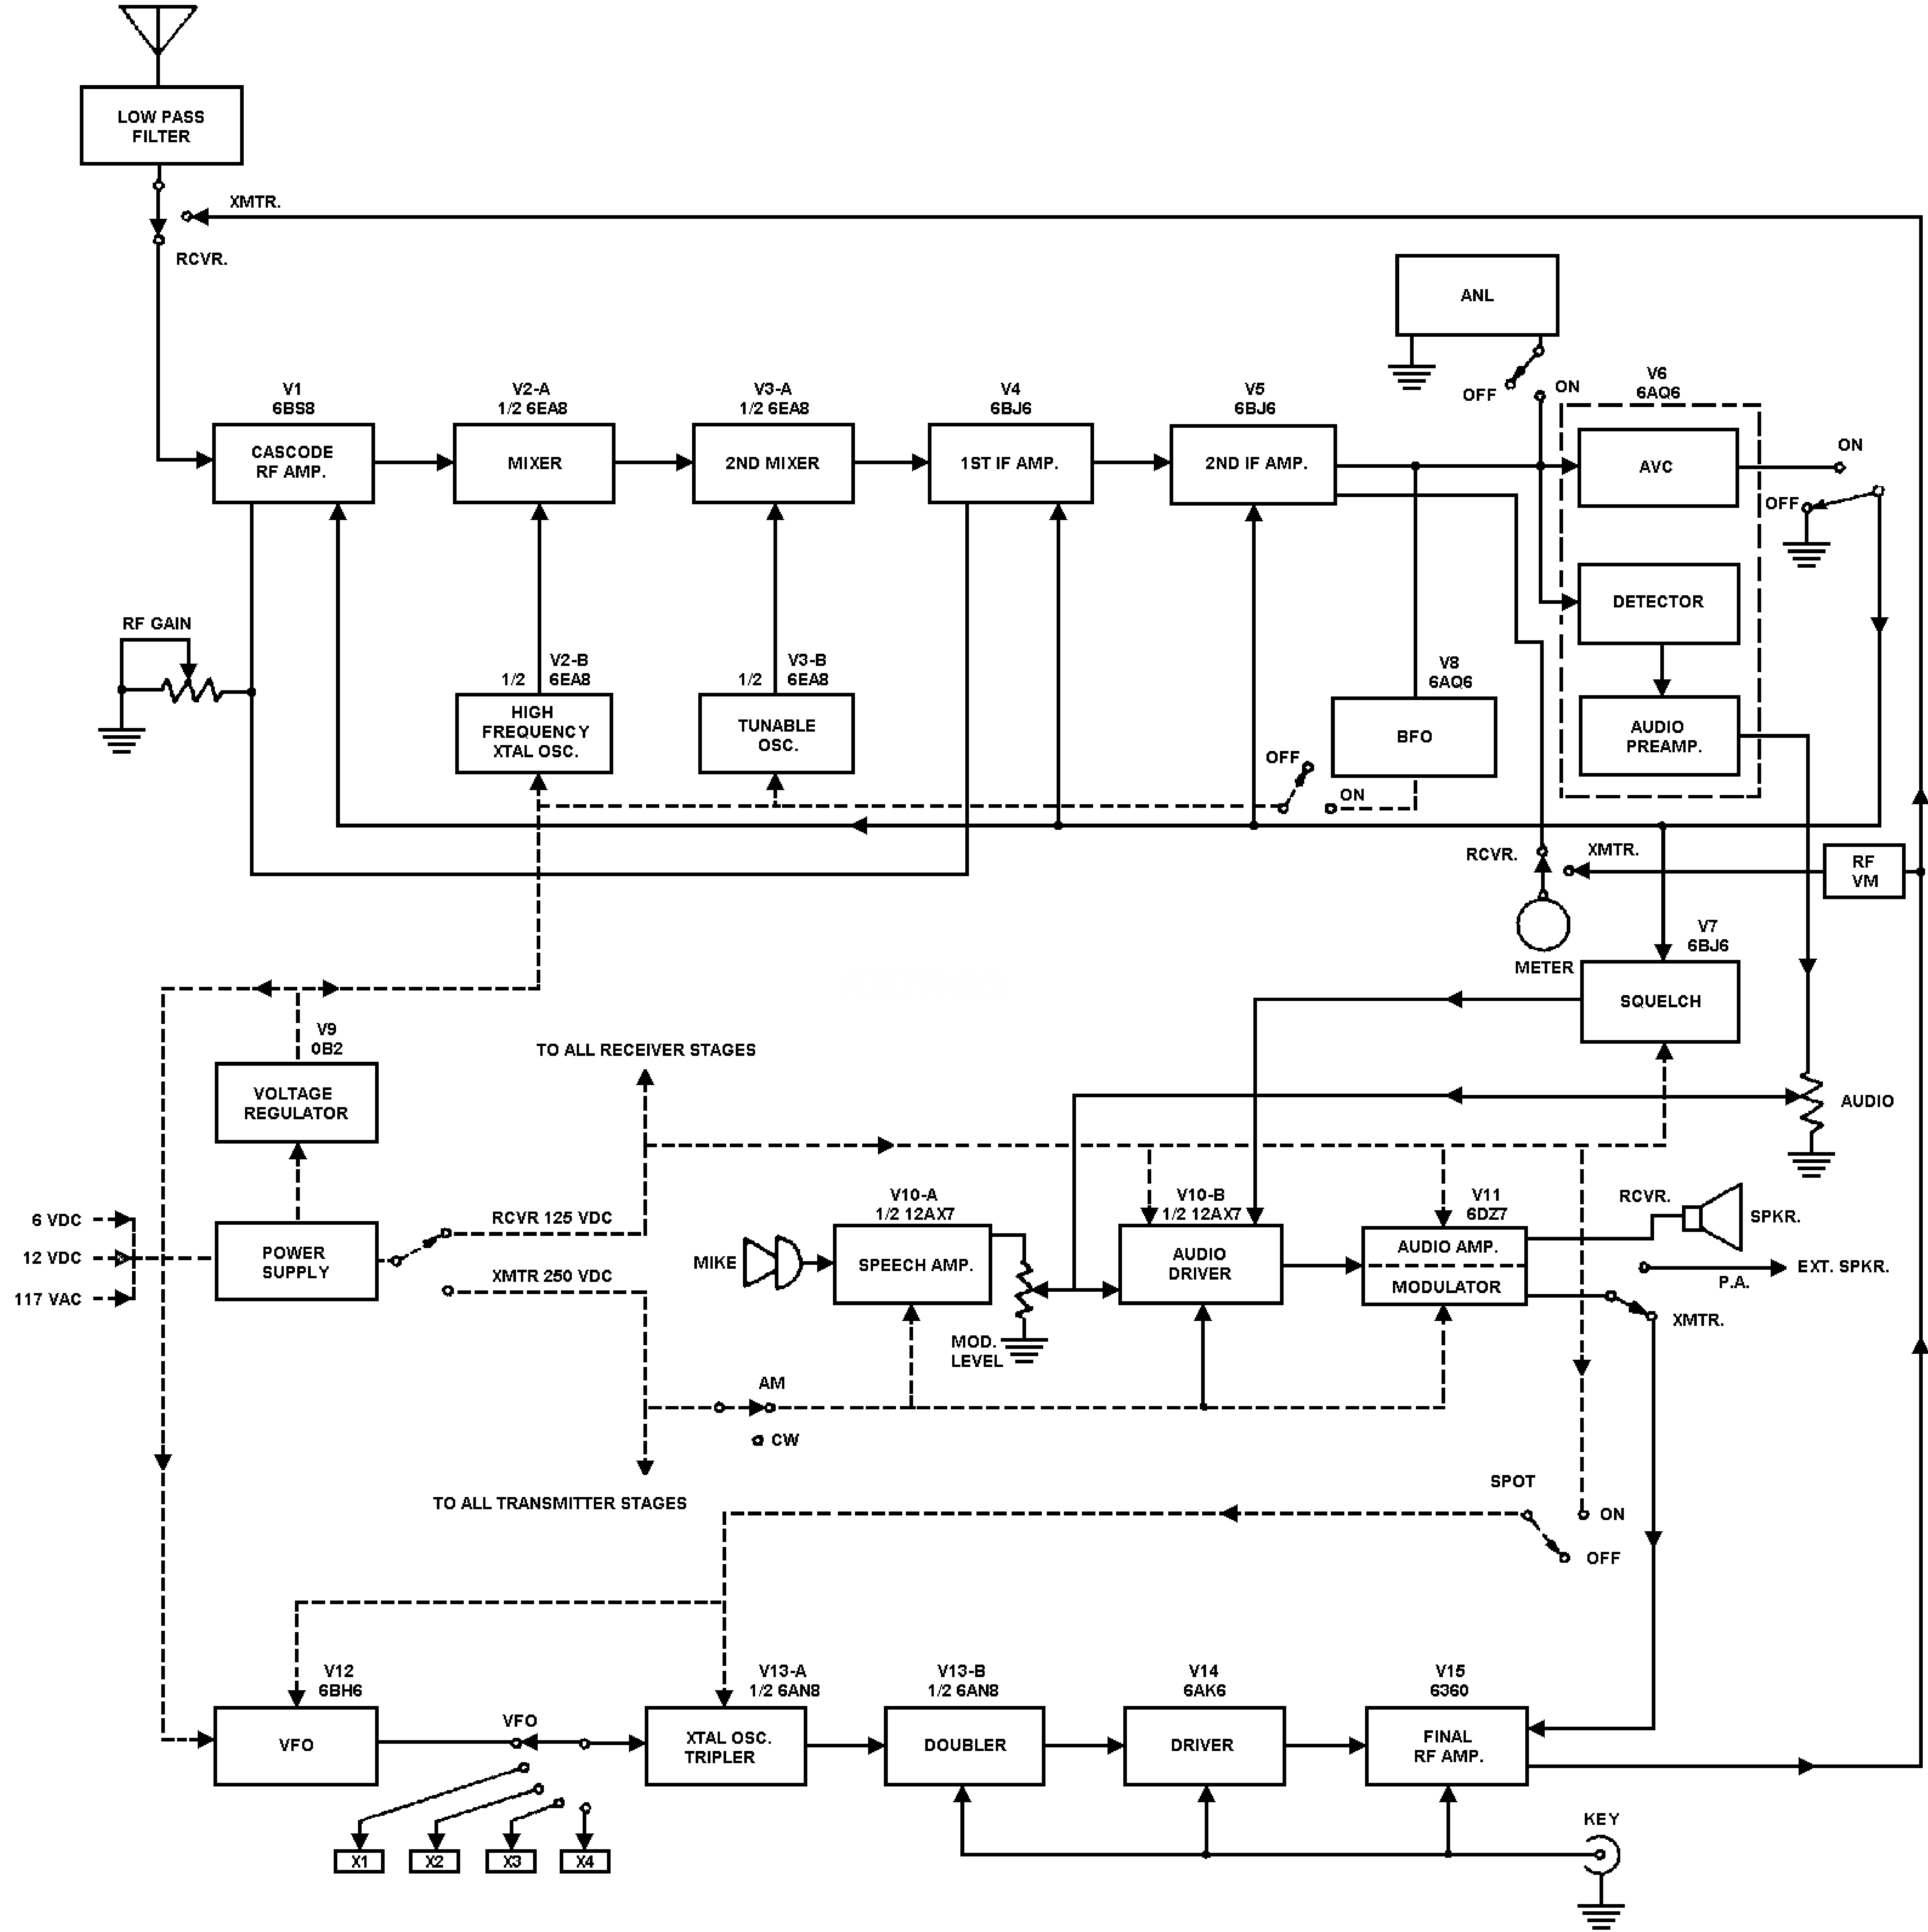 LOW PASS
FILTER
XMTR.
RCVR.
ANL
OFF
ON
V1
6BS8
CASCODE
RF AMP.
V2-A
1/2 6EA8
MIXER
V3-A
1/2 6EA8
2ND MIXER
V4
6BJ6
1ST IF AMP.
V5
6BJ6
2ND IF AMP.
V6
6AQ6
AVC
ON
OFF
DETECTOR
AUDIO
PREAMP.
RF GAIN
V2-B
1/2 6EA8
HIGH
FREQUENCY
XTAL OSC.
V3-B
1/2 6EA8
TUNABLE
OSC.
V8
6AQ6
BFO
OFF
ON
RCVR.
XMTR.
RF
VM
METER
V7
6BJ6
SQUELCH
V9
0B2
VOLTAGE
REGULATOR
TO ALL RECEIVER STAGES
AUDIO
6 VDC
12 VDC
117 VAC
POWER
SUPPLY
RCVR 125 VDC
XMTR 250 VDC
MIKE
V10-A
1/2 12AX7
SPEECH AMP.
MOD.
LEVEL
V10-B
1/2 12AX7
AUDIO
DRIVER
V11
6DZ7
AUDIO AMP.
MODULATOR
RCVR.
SPKR.
EXT. SPKR.
P.A.
XMTR.
AM
CW
TO ALL TRANSMITTER STAGES
SPOT
ON
OFF
V12
6BH6
VFO
VFO
V13-A
1/2 6AN8
XTAL OSC.
TRIPLER
V13-B
1/2 6AN8
DOUBLER
V14
6AK6
DRIVER
V15
6360
FINAL
RF AMP.
X1
X2
X3
X4
KEY